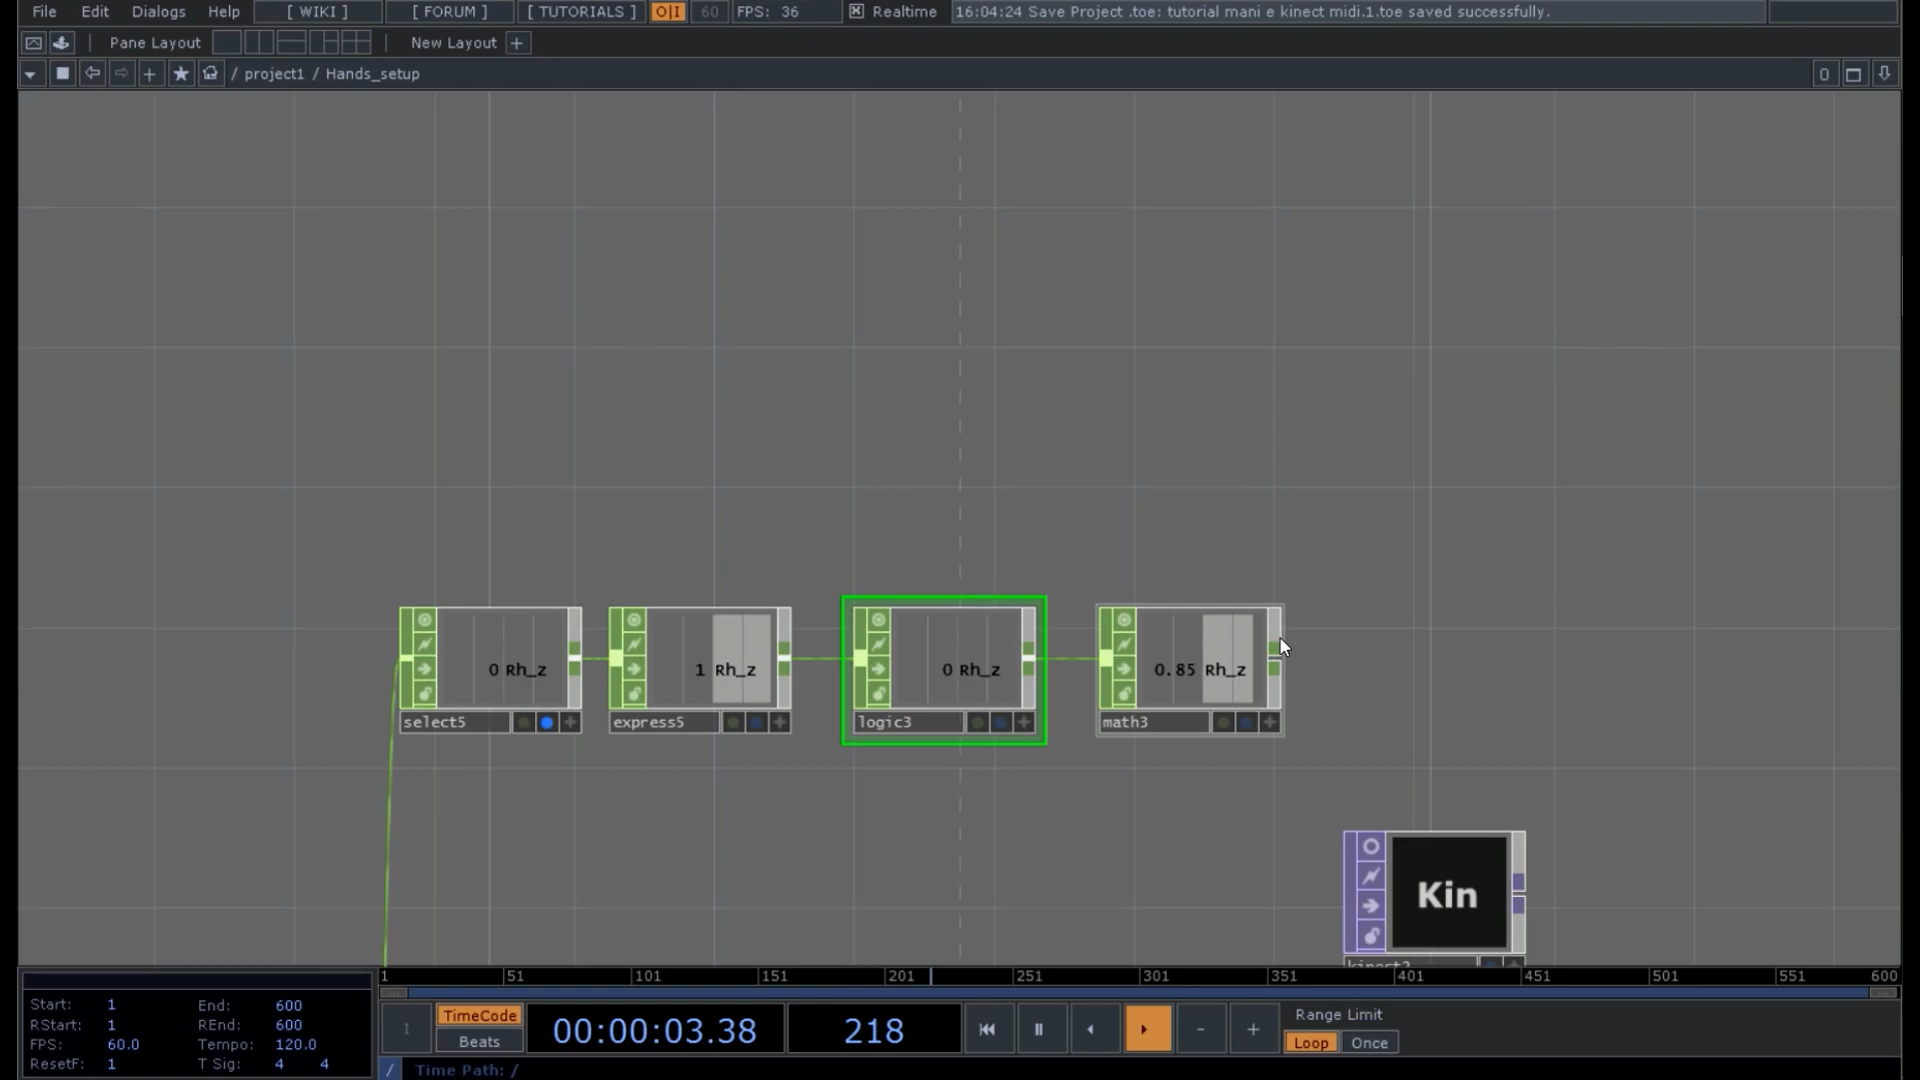 File Edit Dialogs Help [ WIKI ] [ FORUM ] [ TUTORIALS ] O|I 60 FPS: 36 Realtime 16:04:24 Save Project .toe: tutorial mani e kinect midi.1.toe saved successfully.
Pane Layout New Layout +
/ project1 / Hands_setup 0
0 Rh_z 1 Rh_z 0 Rh_z 0.85 Rh_z
select5 express5 logic3 math3
Kin
1 51 101 151 201 251 301 351 401 451 501 551 600
Start: 1 End: 600
RStart: 1 REnd: 600
FPS: 60.0 Tempo: 120.0
ResetF: 1 T Sig: 4 4
TimeCode
Beats
00:00:03.38 218
Range Limit
Loop Once
/ Time Path: /